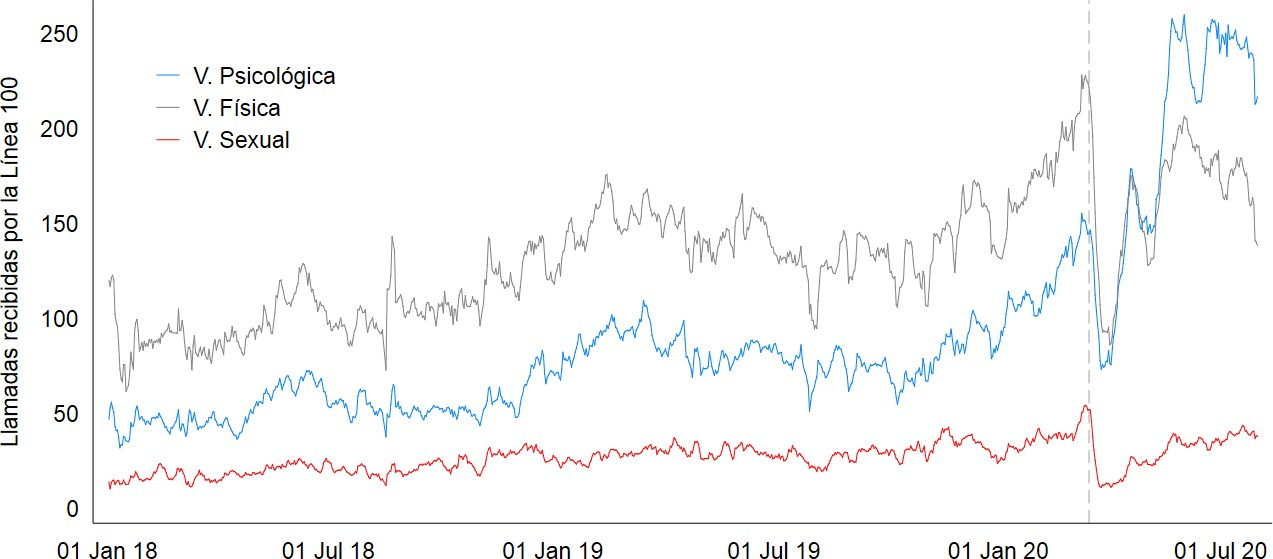 Llamadas recibidas por la Línea 100
250
200
150
100
50
0
V. Psicológica
V. Física
V. Sexual
01 Jan 18
01 Jul 18
01 Jan 19
01 Jul 19
01 Jan 20
01 Jul 20